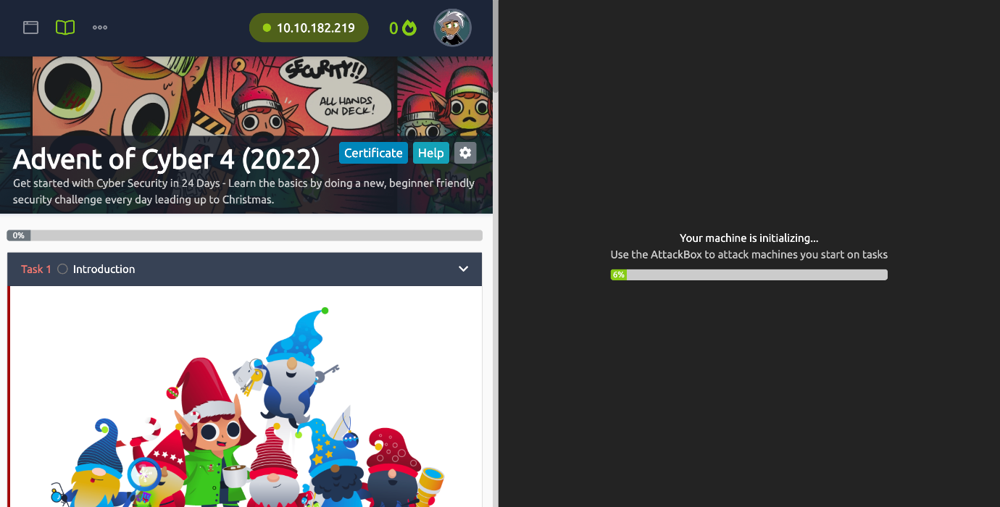 10.10.182.219
0
SECURITY!!
ALL HANDS
ON DECK!
Advent of Cyber 4 (2022)
Certificate
Help
Get started with Cyber Security in 24 Days - Learn the basics by doing a new, beginner friendly
security challenge every day leading up to Christmas.
0%
Task 1
Introduction
Your machine is initializing...
Use the AttackBox to attack machines you start on tasks
6%